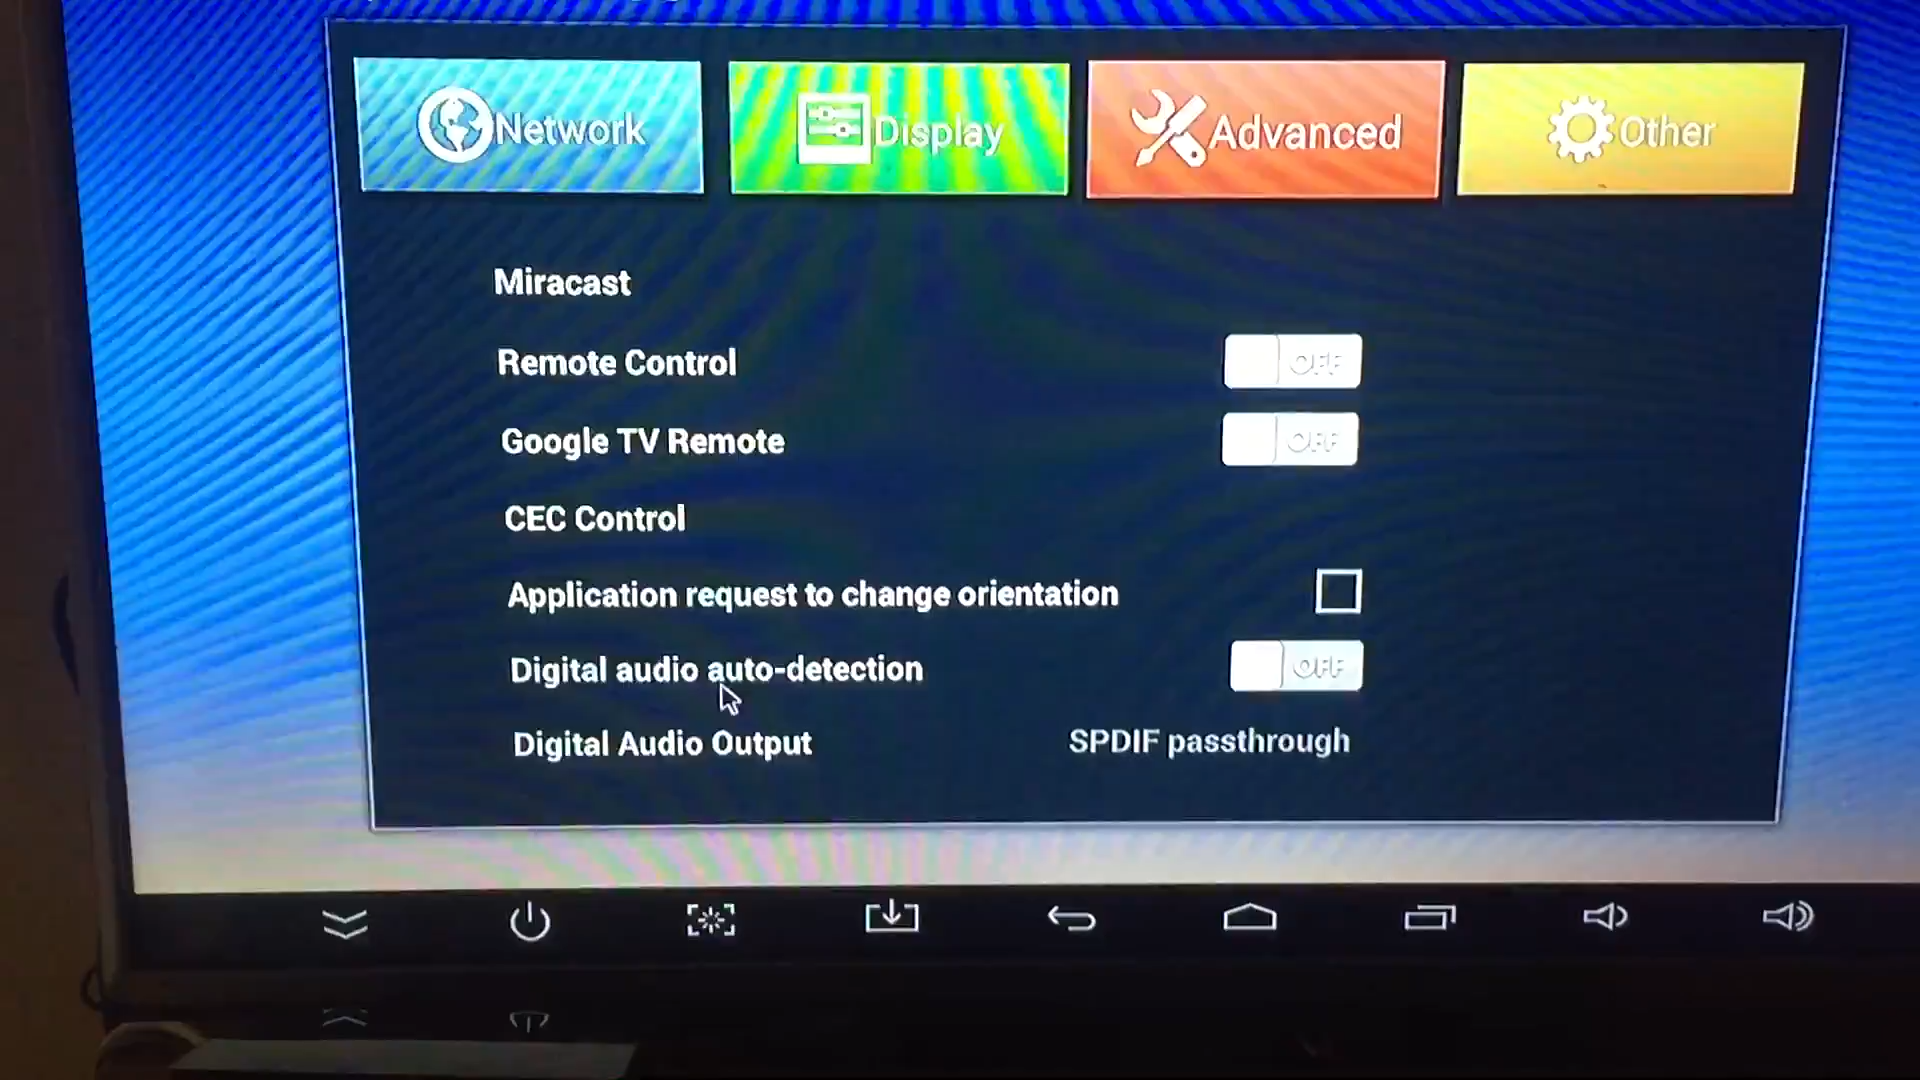 Network
Display
Advanced
Other
Miracast
Remote Control OFF
Google TV Remote OFF
CEC Control
Application request to change orientation
Digital audio auto-detection OFF
Digital Audio Output SPDIF passthrough